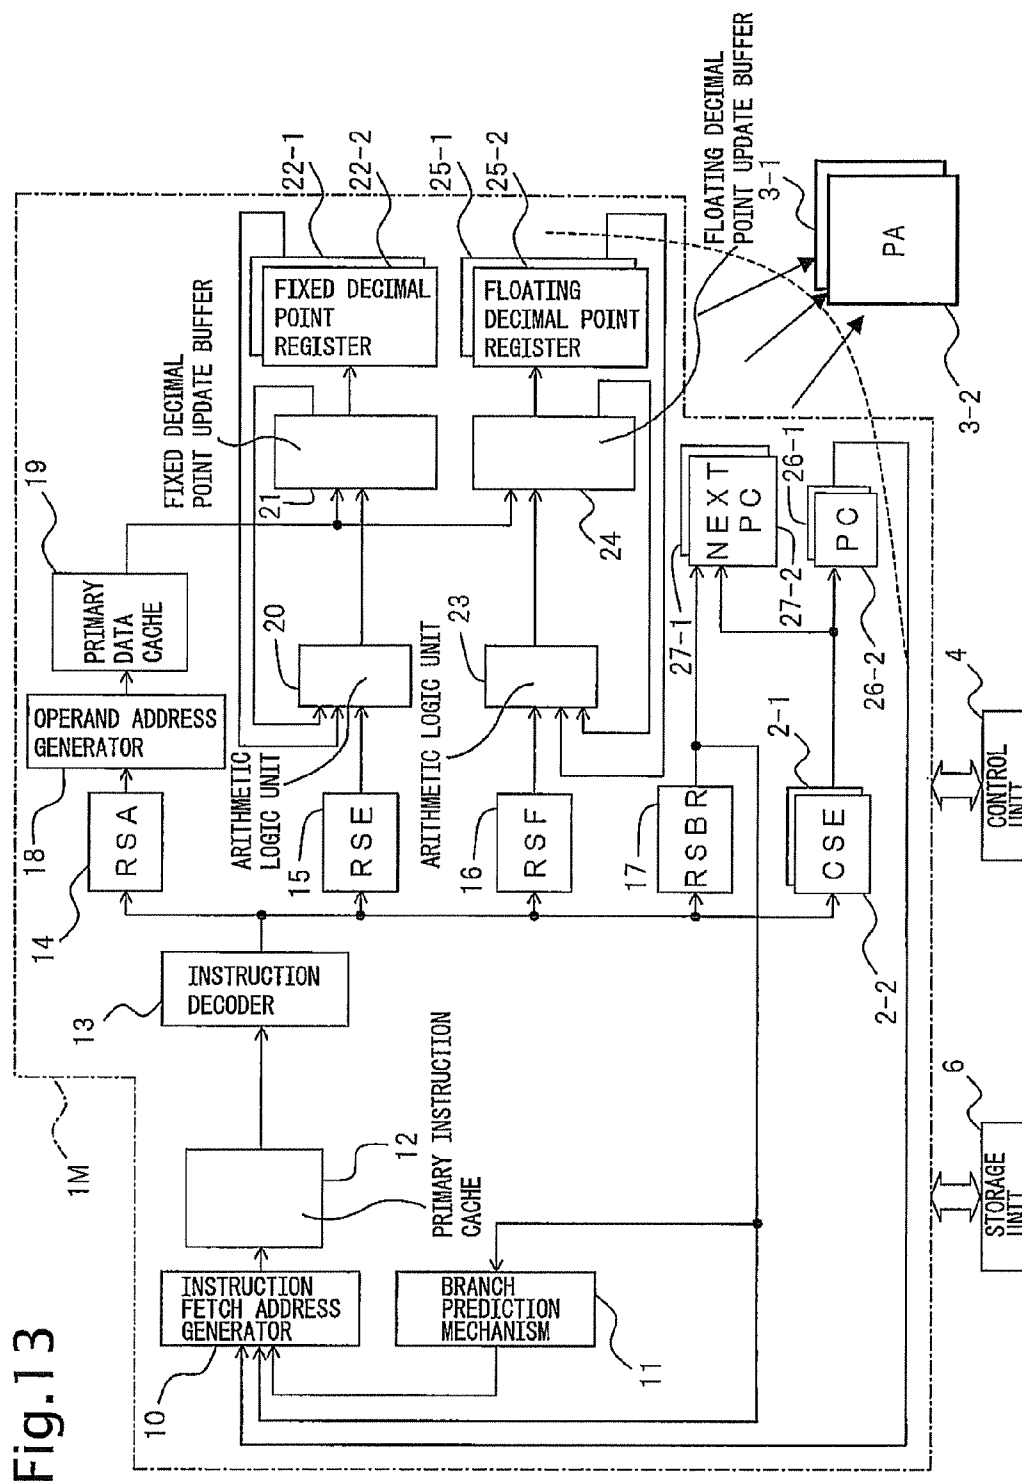 Fig.13
1M
10
INSTRUCTION
FETCH ADDRESS
GENERATOR
BRANCH
PREDICTION
MECHANISM
11
12
PRIMARY INSTRUCTION
CACHE
13
INSTRUCTION
DECODER
14
RSA
18
OPERAND ADDRESS
GENERATOR
19
PRIMARY
DATA
CACHE
15
RSE
ARITHMETIC
LOGIC UNIT
20
21
FIXED DECIMAL
POINT UPDATE BUFFER
FIXED DECIMAL
POINT
REGISTER
22-1
22-2
16
RSF
ARITHMETIC LOGIC UNIT
23
24
FLOATING
DECIMAL POINT
REGISTER
25-1
25-2
FLOATING DECIMAL
POINT UPDATE BUFFER
17
RSBR
27-1
NEXT
PC
27-2
2-1
CSE
2-2
26-1
PC
26-2
3-1
PA
3-2
4
CONTROL
UNIT
6
STORAGE
UNIT